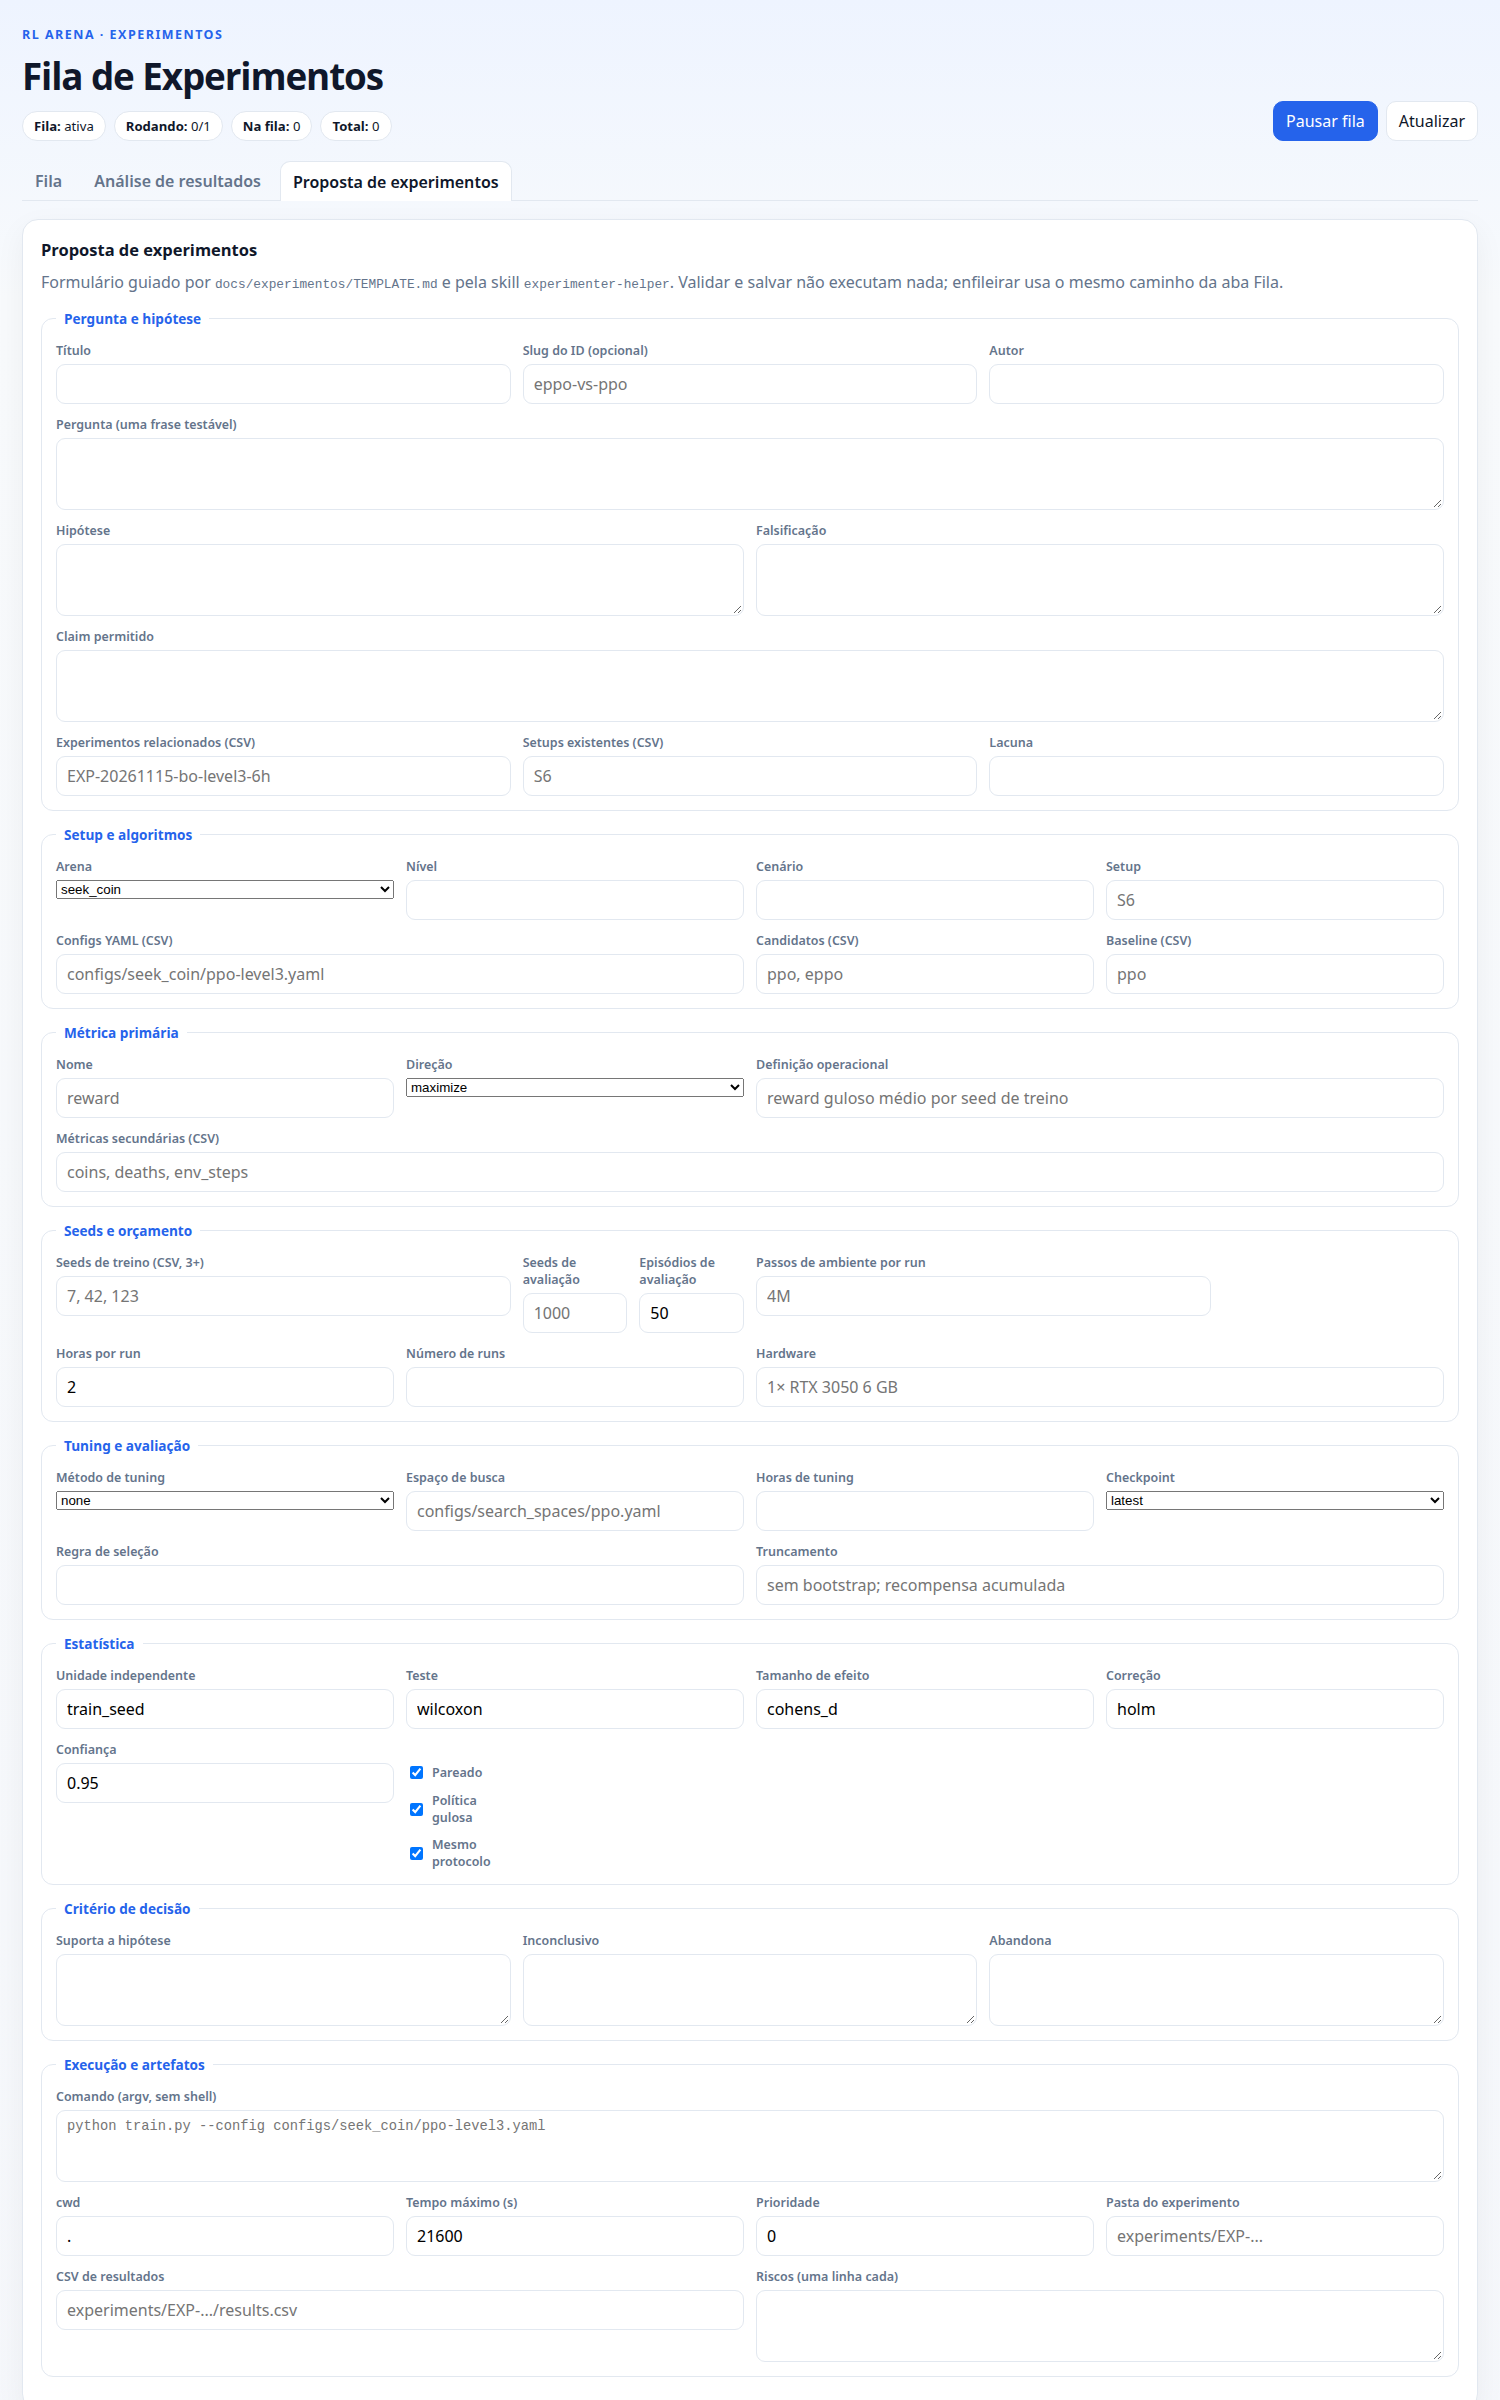 RL ARENA · EXPERIMENTOS
Fila de Experimentos
Fila: ativa
Rodando: 0/1
Na fila: 0
Total: 0
Pausar fila
Atualizar
Fila
Análise de resultados
Proposta de experimentos
Proposta de experimentos
Formulário guiado por docs/experimentos/TEMPLATE.md e pela skill experimenter-helper. Validar e salvar não executam nada; enfileirar usa o mesmo caminho da aba Fila.
Pergunta e hipótese
Título
Slug do ID (opcional)
Autor
eppo-vs-ppo
Pergunta (uma frase testável)
Hipótese
Falsificação
Claim permitido
Experimentos relacionados (CSV)
Setups existentes (CSV)
Lacuna
EXP-20261115-bo-level3-6h
S6
Setup e algoritmos
Arena
Nível
Cenário
Setup
seek_coin
S6
Configs YAML (CSV)
Candidatos (CSV)
Baseline (CSV)
configs/seek_coin/ppo-level3.yaml
ppo, eppo
ppo
Métrica primária
Nome
Direção
Definição operacional
reward
maximize
reward guloso médio por seed de treino
Métricas secundárias (CSV)
coins, deaths, env_steps
Seeds e orçamento
Seeds de treino (CSV, 3+)
Seeds de
avaliação
Episódios de
avaliação
Passos de ambiente por run
7, 42, 123
1000
50
4M
Horas por run
Número de runs
Hardware
2
1× RTX 3050 6 GB
Tuning e avaliação
Método de tuning
Espaço de busca
Horas de tuning
Checkpoint
none
configs/search_spaces/ppo.yaml
latest
Regra de seleção
Truncamento
sem bootstrap; recompensa acumulada
Estatística
Unidade independente
Teste
Tamanho de efeito
Correção
train_seed
wilcoxon
cohens_d
holm
Confiança
0.95
Pareado
Política
gulosa
Mesmo
protocolo
Critério de decisão
Suporta a hipótese
Inconclusivo
Abandona
Execução e artefatos
Comando (argv, sem shell)
python train.py --config configs/seek_coin/ppo-level3.yaml
cwd
Tempo máximo (s)
Prioridade
Pasta do experimento
.
21600
0
experiments/EXP-...
CSV de resultados
Riscos (uma linha cada)
experiments/EXP-.../results.csv